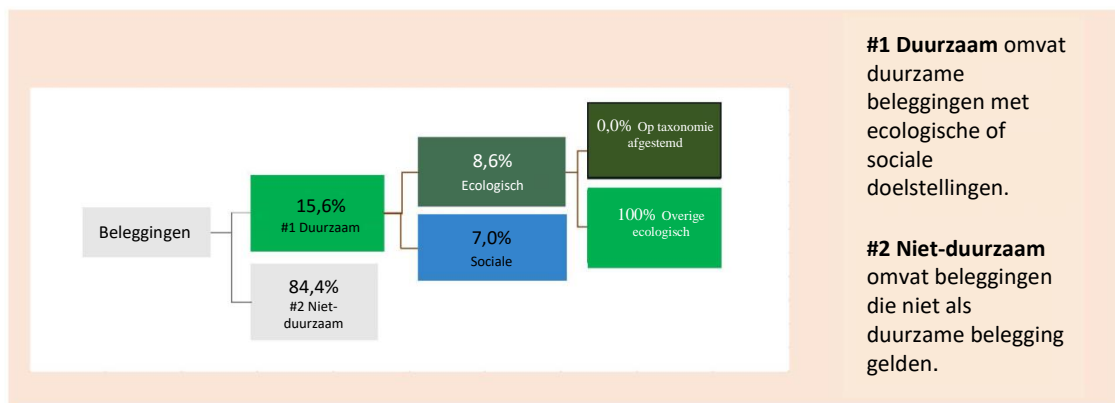 Beleggingen
15,6%
#1 Duurzaam
84,4%
#2 Niet-
duurzaam
8,6%
Ecologisch
7,0%
Sociale
0,0% Op taxonomie
afgestemd
100% Overige
ecologisch
#1 Duurzaam omvat
duurzame
beleggingen met
ecologische of
sociale
doelstellingen.
#2 Niet-duurzaam
omvat beleggingen
die niet als
duurzame belegging
gelden.